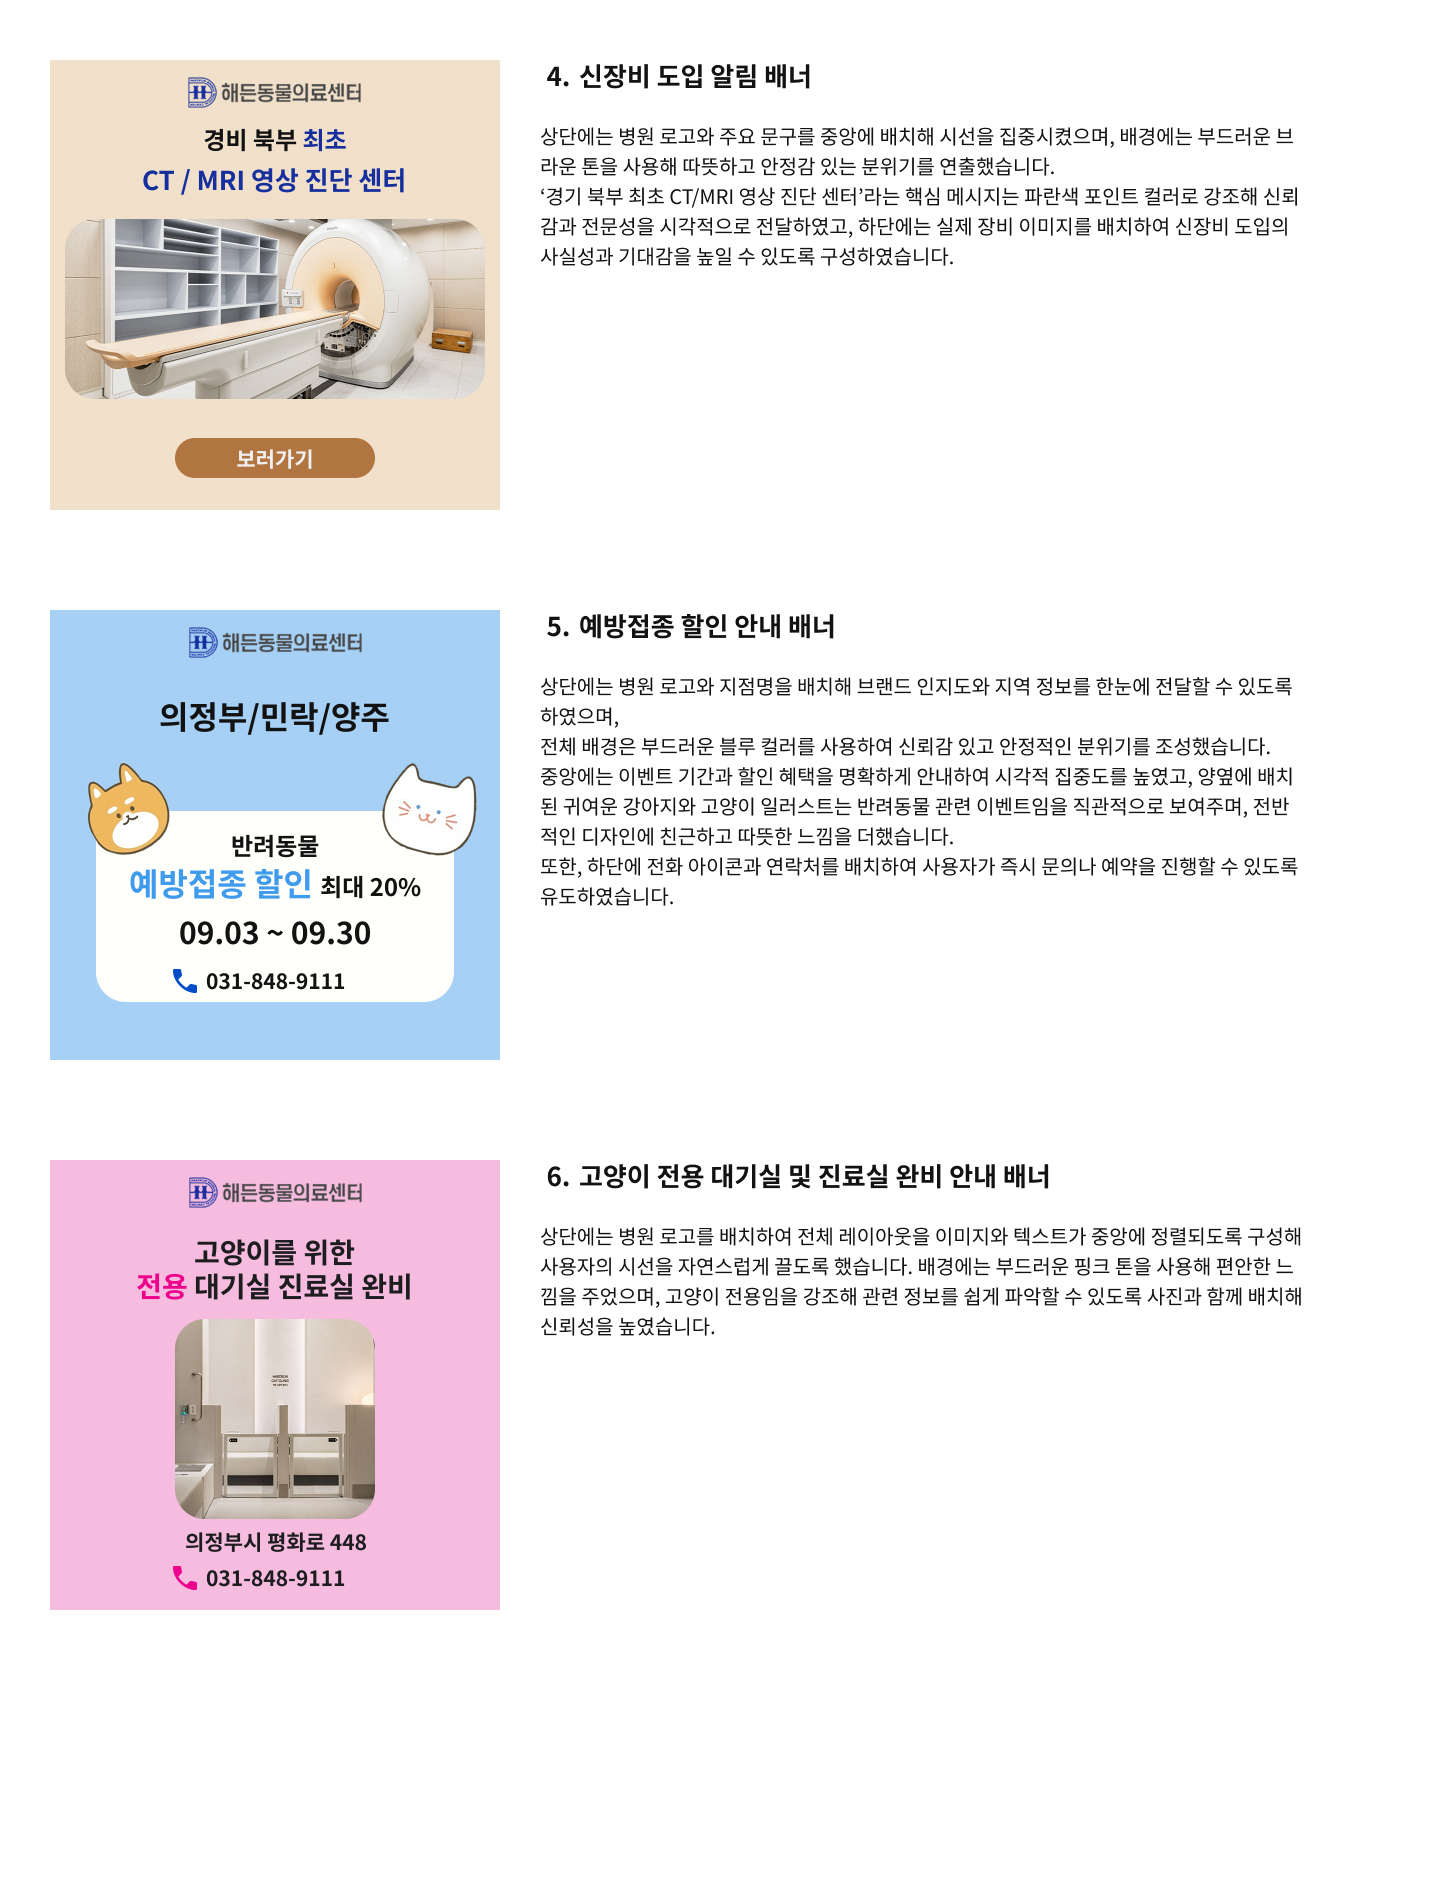 해든동물의료센터
경비 북부 최초
CT / MRI 영상 진단 센터
보러가기
4. 신장비 도입 알림 배너
상단에는 병원 로고와 주요 문구를 중앙에 배치해 시선을 집중시켰으며, 배경에는 부드러운 브
라운 톤을 사용해 따뜻하고 안정감 있는 분위기를 연출했습니다.
‘경기 북부 최초 CT/MRI 영상 진단 센터’라는 핵심 메시지는 파란색 포인트 컬러로 강조해 신뢰
감과 전문성을 시각적으로 전달하였고, 하단에는 실제 장비 이미지를 배치하여 신장비 도입의
사실성과 기대감을 높일 수 있도록 구성하였습니다.
해든동물의료센터
의정부/민락/양주
반려동물
예방접종 할인 최대 20%
09.03 ~ 09.30
031-848-9111
5. 예방접종 할인 안내 배너
상단에는 병원 로고와 지점명을 배치해 브랜드 인지도와 지역 정보를 한눈에 전달할 수 있도록
하였으며,
전체 배경은 부드러운 블루 컬러를 사용하여 신뢰감 있고 안정적인 분위기를 조성했습니다.
중앙에는 이벤트 기간과 할인 혜택을 명확하게 안내하여 시각적 집중도를 높였고, 양옆에 배치
된 귀여운 강아지와 고양이 일러스트는 반려동물 관련 이벤트임을 직관적으로 보여주며, 전반
적인 디자인에 친근하고 따뜻한 느낌을 더했습니다.
또한, 하단에 전화 아이콘과 연락처를 배치하여 사용자가 즉시 문의나 예약을 진행할 수 있도록
유도하였습니다.
해든동물의료센터
고양이를 위한
전용 대기실 진료실 완비
HAEDEUN
CAT CLINIC
의정부시 평화로 448
031-848-9111
6. 고양이 전용 대기실 및 진료실 완비 안내 배너
상단에는 병원 로고를 배치하여 전체 레이아웃을 이미지와 텍스트가 중앙에 정렬되도록 구성해
사용자의 시선을 자연스럽게 끌도록 했습니다. 배경에는 부드러운 핑크 톤을 사용해 편안한 느
낌을 주었으며, 고양이 전용임을 강조해 관련 정보를 쉽게 파악할 수 있도록 사진과 함께 배치해
신뢰성을 높였습니다.